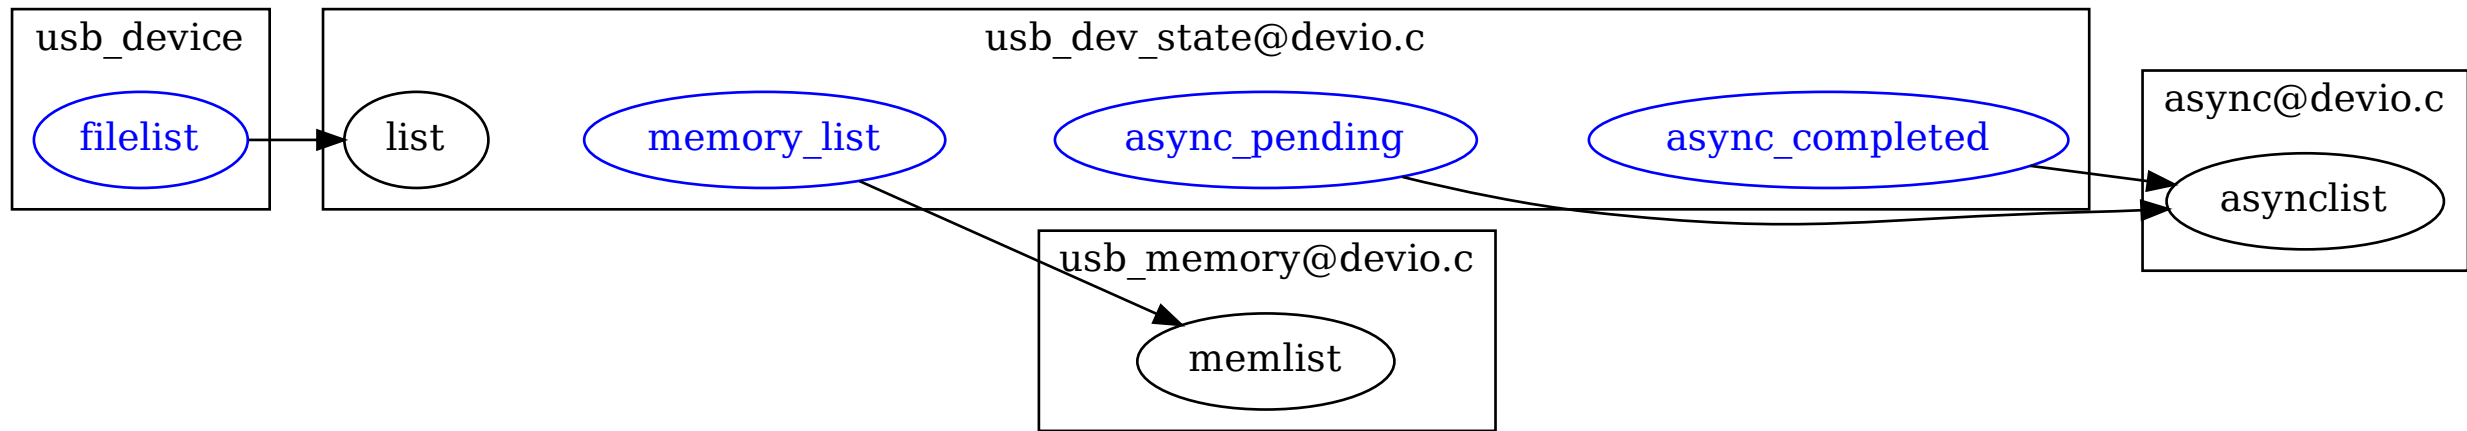 usb_device
filelist
usb_dev_state@devio.c
list
memory_list
async_pending
async_completed
async@devio.c
asynclist
usb_memory@devio.c
memlist